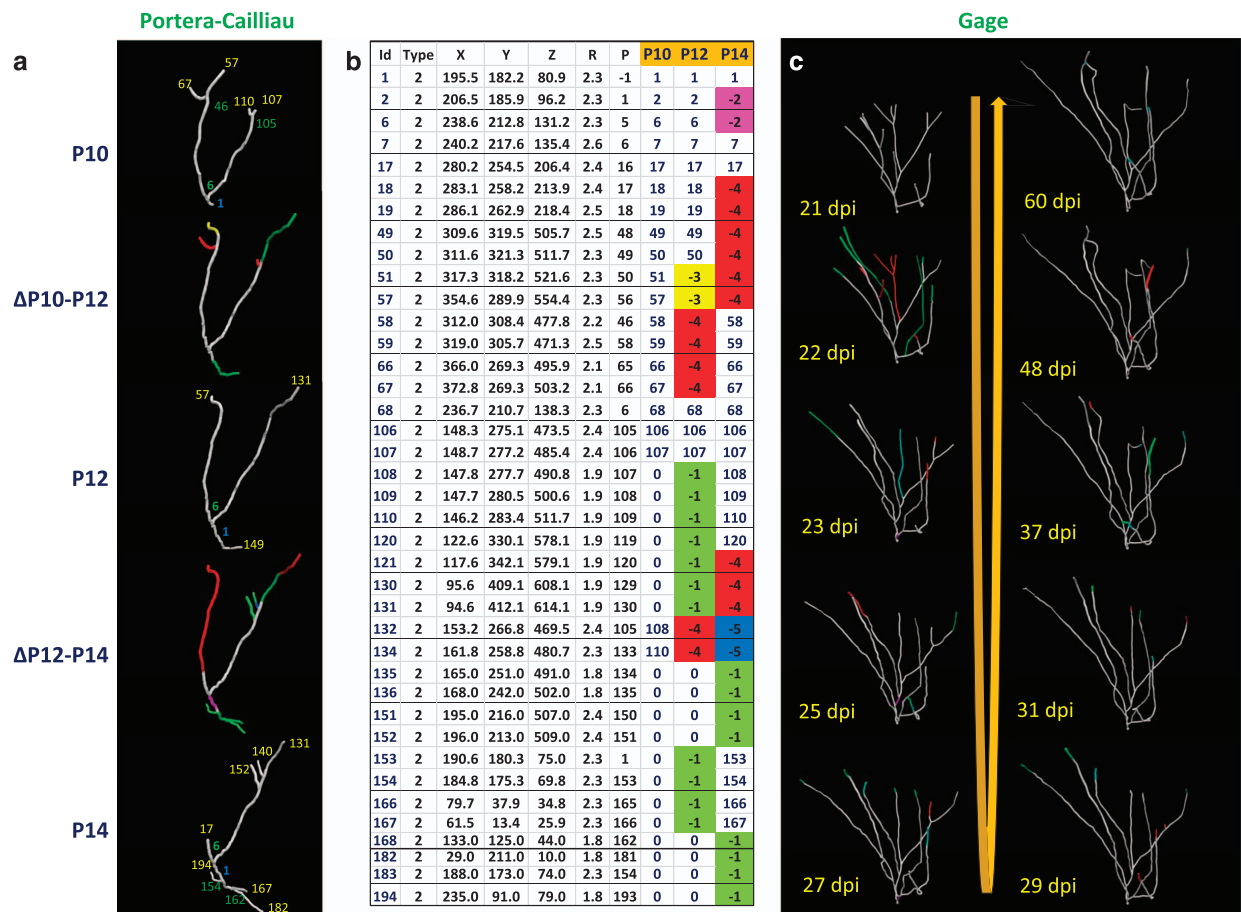 Portera-Cailliau
Gage
a
57
67
46
110
107
105
6
1
P10
ΔP10-P12
57
131
6
1
149
P12
ΔP12-P14
131
140
152
17
6
1
194
154
167
162
182
P14
b
Id Type X Y Z R P P10 P12 P14
1 2 195.5 182.2 80.9 2.3 -1 1 1 1
2 2 206.5 185.9 96.2 2.3 1 2 2 -2
6 2 238.6 212.8 131.2 2.3 5 6 6 -2
7 2 240.2 217.6 135.4 2.6 6 7 7 7
17 2 280.2 254.5 206.4 2.4 16 17 17 17
18 2 283.1 258.2 213.9 2.4 17 18 18 -4
19 2 286.1 262.9 218.4 2.5 18 19 19 -4
49 2 309.6 319.5 505.7 2.5 48 49 49 -4
50 2 311.6 321.3 511.7 2.3 49 50 50 -4
51 2 317.3 318.2 521.6 2.3 50 51 -3 -4
57 2 354.6 289.9 554.4 2.3 56 57 -3 -4
58 2 312.0 308.4 477.8 2.2 46 58 -4 58
59 2 319.0 305.7 471.3 2.5 58 59 -4 59
66 2 366.0 269.3 495.9 2.1 65 66 -4 66
67 2 372.8 269.3 503.2 2.1 66 67 -4 67
68 2 236.7 210.7 138.3 2.3 6 68 68 68
106 2 148.3 275.1 473.5 2.4 105 106 106 106
107 2 148.7 277.2 485.4 2.4 106 107 107 107
108 2 147.8 277.7 490.8 1.9 107 0 -1 108
109 2 147.7 280.5 500.6 1.9 108 0 -1 109
110 2 146.2 283.4 511.7 1.9 109 0 -1 110
120 2 122.6 330.1 578.1 1.9 119 0 -1 120
121 2 117.6 342.1 579.1 1.9 120 0 -1 -4
130 2 95.6 409.1 608.1 1.9 129 0 -1 -4
131 2 94.6 412.1 614.1 1.9 130 0 -1 -4
132 2 153.2 266.8 469.5 2.4 105 108 -4 -5
134 2 161.8 258.8 480.7 2.3 133 110 -4 -5
135 2 165.0 251.0 491.0 1.8 134 0 0 -1
136 2 168.0 242.0 502.0 1.8 135 0 0 -1
151 2 195.0 216.0 507.0 2.4 150 0 0 -1
152 2 196.0 213.0 509.0 2.4 151 0 0 -1
153 2 190.6 180.3 75.0 2.3 1 0 -1 153
154 2 184.8 175.3 69.8 2.3 153 0 -1 154
166 2 79.7 37.9 34.8 2.3 165 0 -1 166
167 2 61.5 13.4 25.9 2.3 166 0 -1 167
168 2 133.0 125.0 44.0 1.8 162 0 0 -1
182 2 29.0 211.0 10.0 1.8 181 0 0 -1
183 2 188.0 173.0 74.0 2.3 154 0 0 -1
194 2 235.0 91.0 79.0 1.8 193 0 0 -1
c
21 dpi
22 dpi
23 dpi
25 dpi
27 dpi
60 dpi
48 dpi
37 dpi
31 dpi
29 dpi